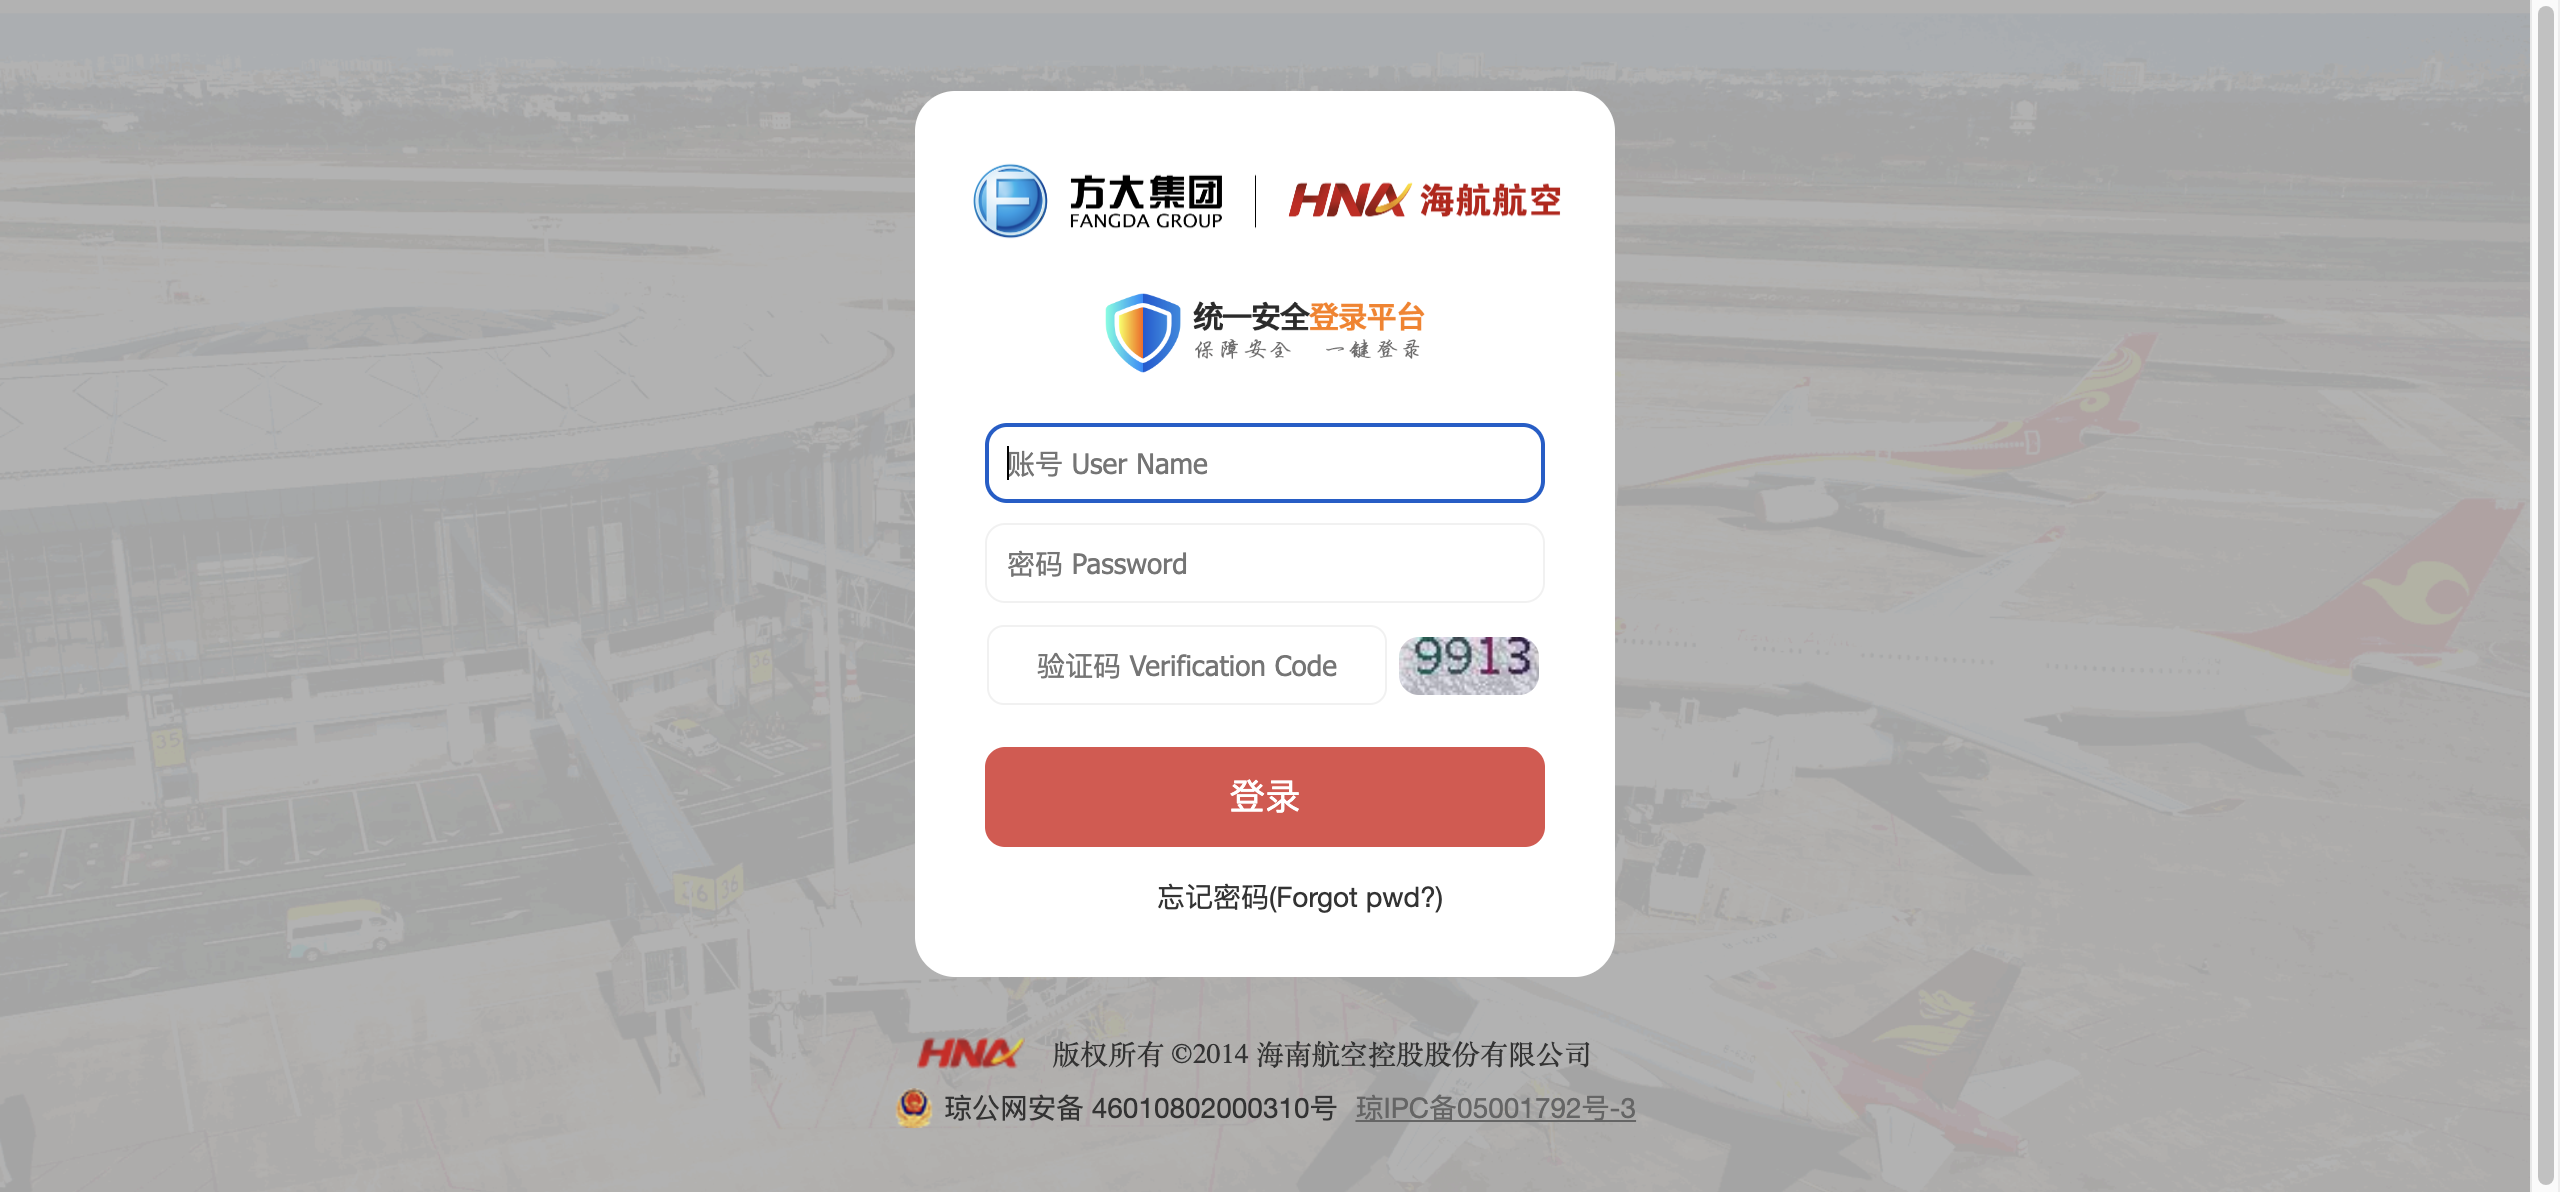 方大集团
FANGDA GROUP
HNA 海航航空
统一安全登录平台
保障安全 一键登录
账号 User Name
密码 Password
验证码 Verification Code
9913
登录
忘记密码(Forgot pwd?)
36
35
36 36
HNA 版权所有 ©2014 海南航空控股股份有限公司
琼公网安备 46010802000310号 琼IPC备05001792号-3